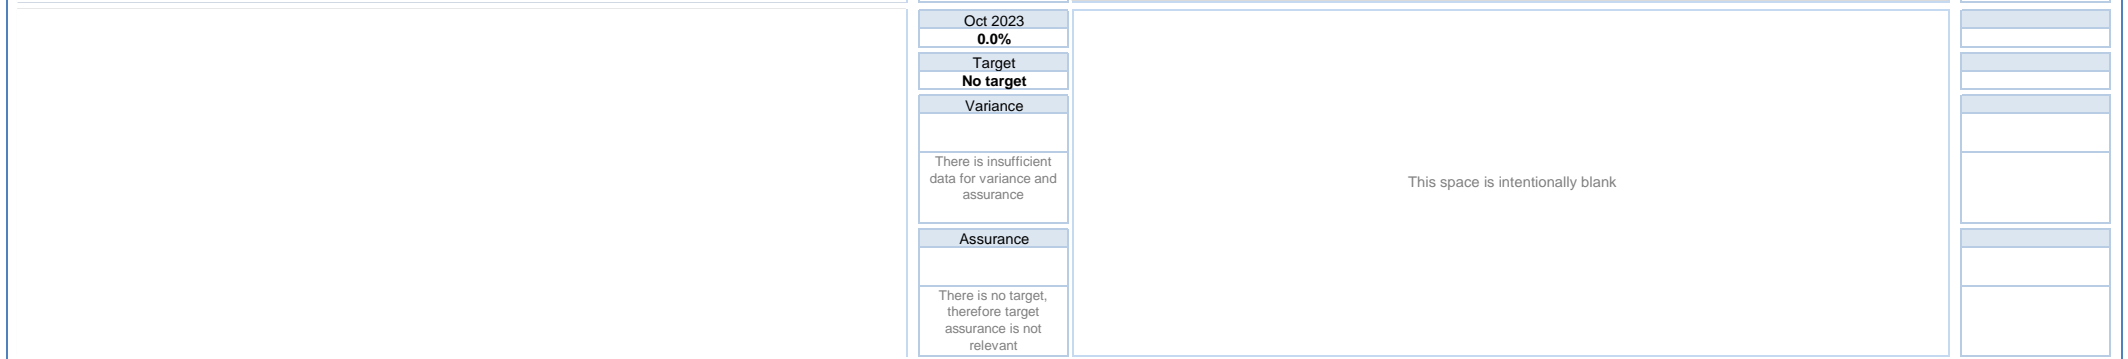 Oct 2023
0.0%
Target
No target
Variance
There is insufficient
data for variance and
assurance
Assurance
There is no target,
therefore target
assurance is not
relevant
This space is intentionally blank